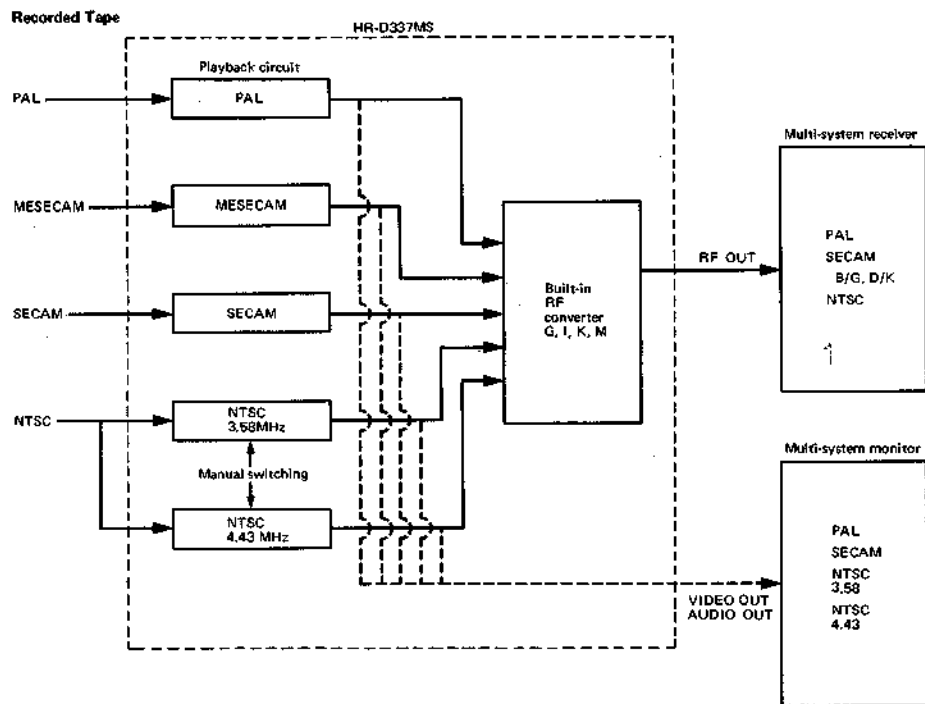 Recorded Tape
HR-D337MS
Playback circuit
PAL
PAL
MESECAM
MESECAM
SECAM
SECAM
NTSC
NTSC
3.58MHz
Manual switching
NTSC
4.43 MHz
Built-in
RF
converter
G, I, K, M
RF OUT
Multi-system receiver
PAL
SECAM
B/G, D/K
NTSC
Multi-system monitor
PAL
SECAM
NTSC
3.58
NTSC
4.43
VIDEO OUT
AUDIO OUT